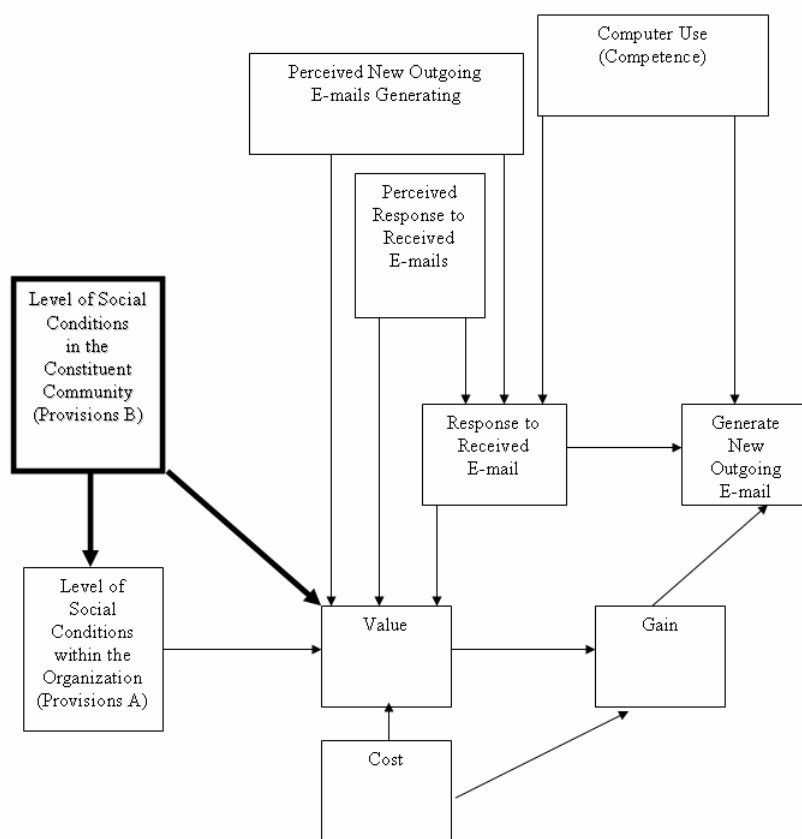 Computer Use
(Competence)
Perceived New Outgoing
E-mails Generating
Perceived
Response to
Received
E-mails
Level of Social
Conditions
in the
Constituent
Community
(Provisions B)
Response to
Received
E-mail
Generate
New
Outgoing
E-mail
Level of
Social
Conditions
within the
Organization
(Provisions A)
Value
Gain
Cost